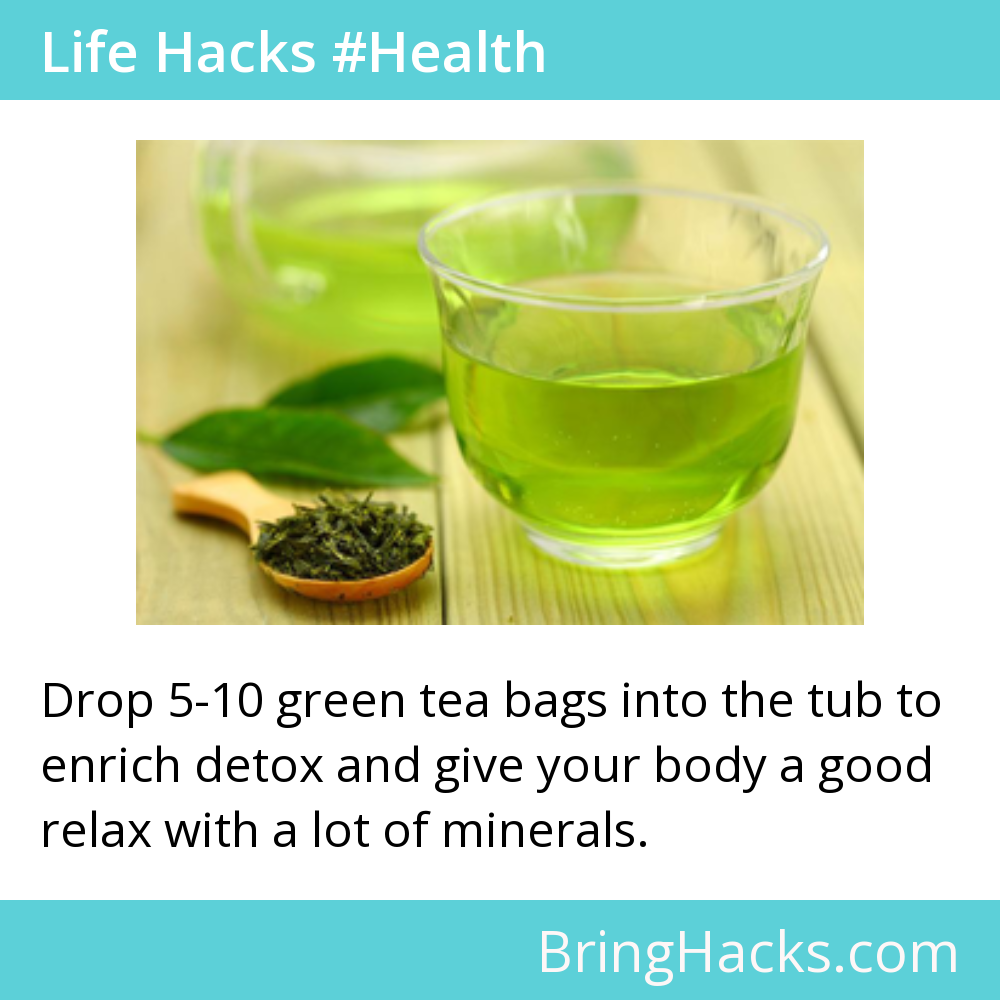 Life Hacks #Health
Drop 5-10 green tea bags into the tub to
enrich detox and give your body a good
relax with a lot of minerals.
BringHacks.com